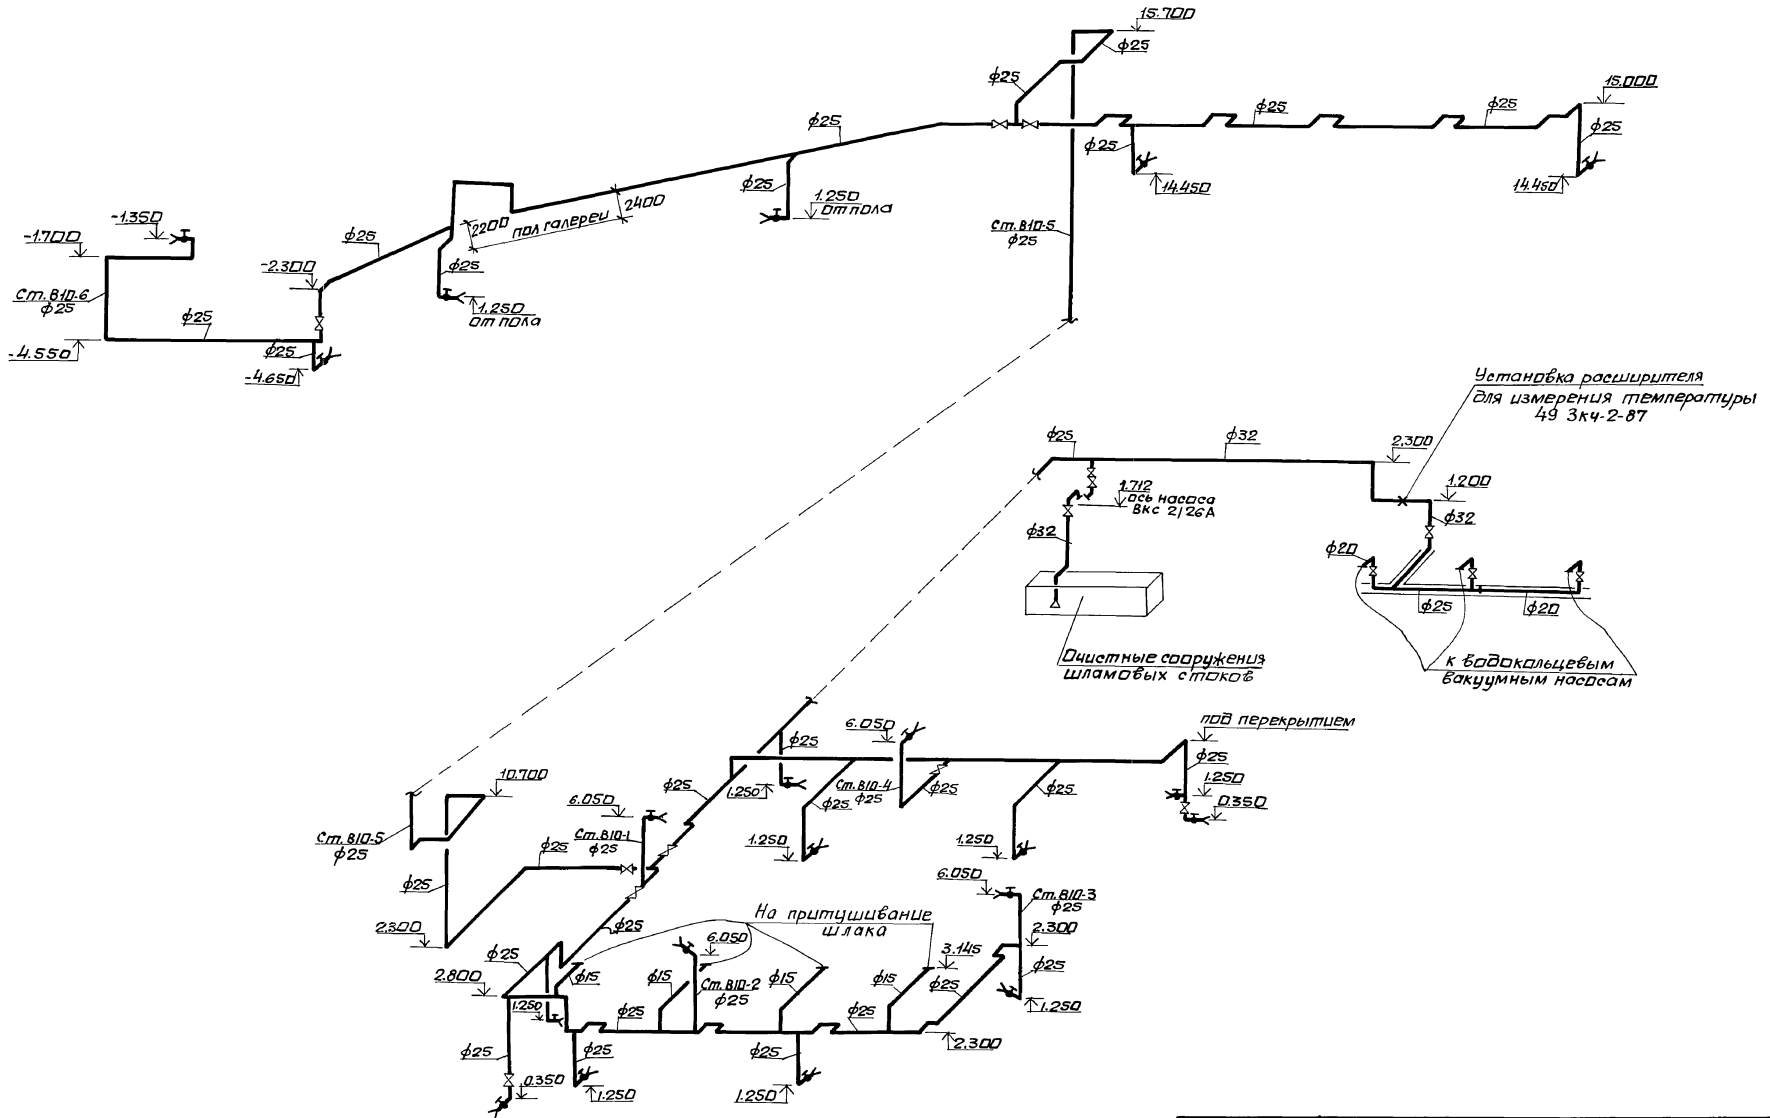 15.700
ф25
ф25
15.000
ф25
ф25
ф25
ф25
ф25
14.450
14.450
ф25
1.250
от пола
2400
пол галереи
2200
Ст.В10-5
ф25
-1.350
-1.700
ф25
-2.300
ф25
1.250
от пола
Ст.В10-6
ф25
ф25
-4.550
ф25
-4.650
Установка расширителя
для измерения температуры
49 Зкч-2-87
ф25
ф32
2.300
1.200
ф32
1.712
ось насоса
Вкс 2/26А
ф32
ф20
ф25
ф20
Очистные сооружения
шламовых стоков
к водокольцевым
вакуумным насосам
под перекрытием
6.050
ф25
ф25
1.250
0.350
ф25
1.250
Ст.В10-4
ф25
ф25
ф25
ф25
1.250
1.250
10.700
6.050
Ст.В10-1
ф25
Ст.В10-5
ф25
ф25
ф25
2.300
ф25
6.050
Ст.В10-3
ф25
2.300
На притушивание
шлака
6.050
3.145
ф25
2.800
ф15
ф15
Ст.В10-2
ф25
ф15
ф15
ф25
ф25
1.250
1.250
ф25
ф25
2.300
ф25
ф25
ф25
0.350
1.250
1.250